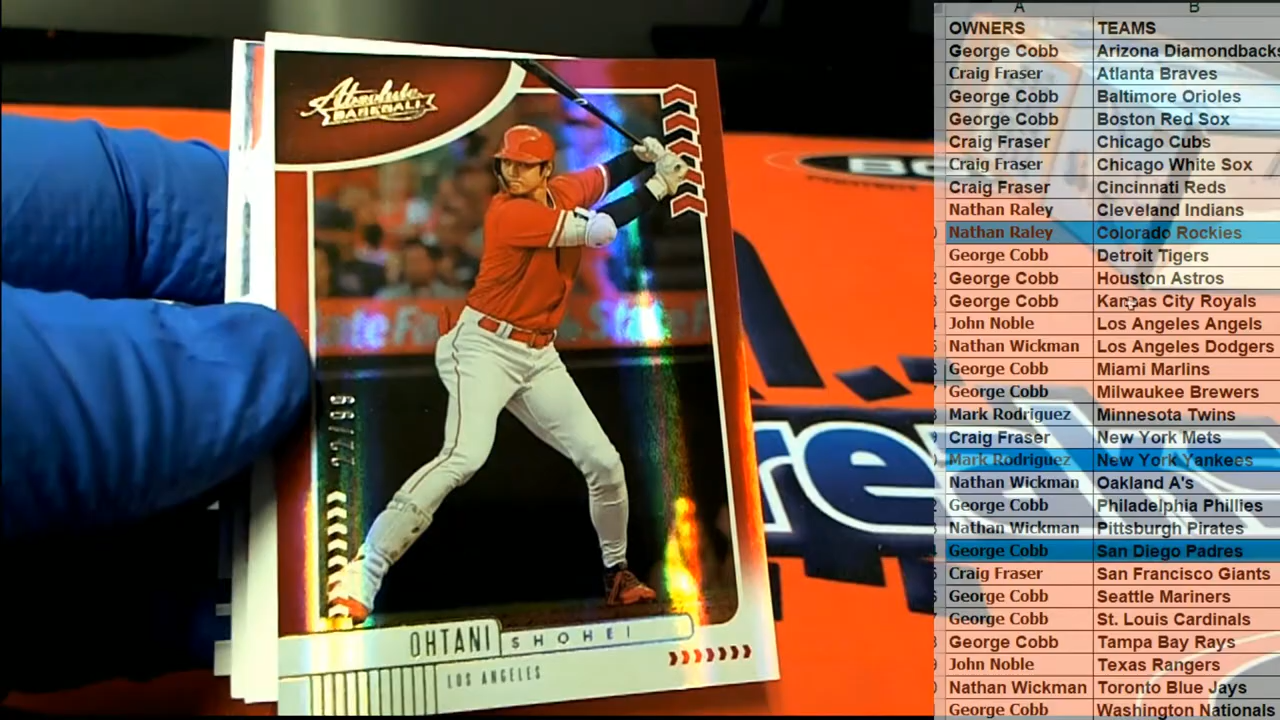 Absolute
BASEBALL
22/99
OHTANI SHOHEI
LOS ANGELES
State Fa
State F
BO
A B
OWNERS TEAMS
George Cobb Arizona Diamondbacks
Craig Fraser Atlanta Braves
George Cobb Baltimore Orioles
George Cobb Boston Red Sox
Craig Fraser Chicago Cubs
Craig Fraser Chicago White Sox
Craig Fraser Cincinnati Reds
Nathan Raley Cleveland Indians
Nathan Raley Colorado Rockies
George Cobb Detroit Tigers
George Cobb Houston Astros
George Cobb Kansas City Royals
John Noble Los Angeles Angels
Nathan Wickman Los Angeles Dodgers
George Cobb Miami Marlins
George Cobb Milwaukee Brewers
Mark Rodriguez Minnesota Twins
Craig Fraser New York Mets
Mark Rodriguez New York Yankees
Nathan Wickman Oakland A's
George Cobb Philadelphia Phillies
Nathan Wickman Pittsburgh Pirates
George Cobb San Diego Padres
Craig Fraser San Francisco Giants
George Cobb Seattle Mariners
George Cobb St. Louis Cardinals
George Cobb Tampa Bay Rays
John Noble Texas Rangers
Nathan Wickman Toronto Blue Jays
George Cobb Washington Nationals